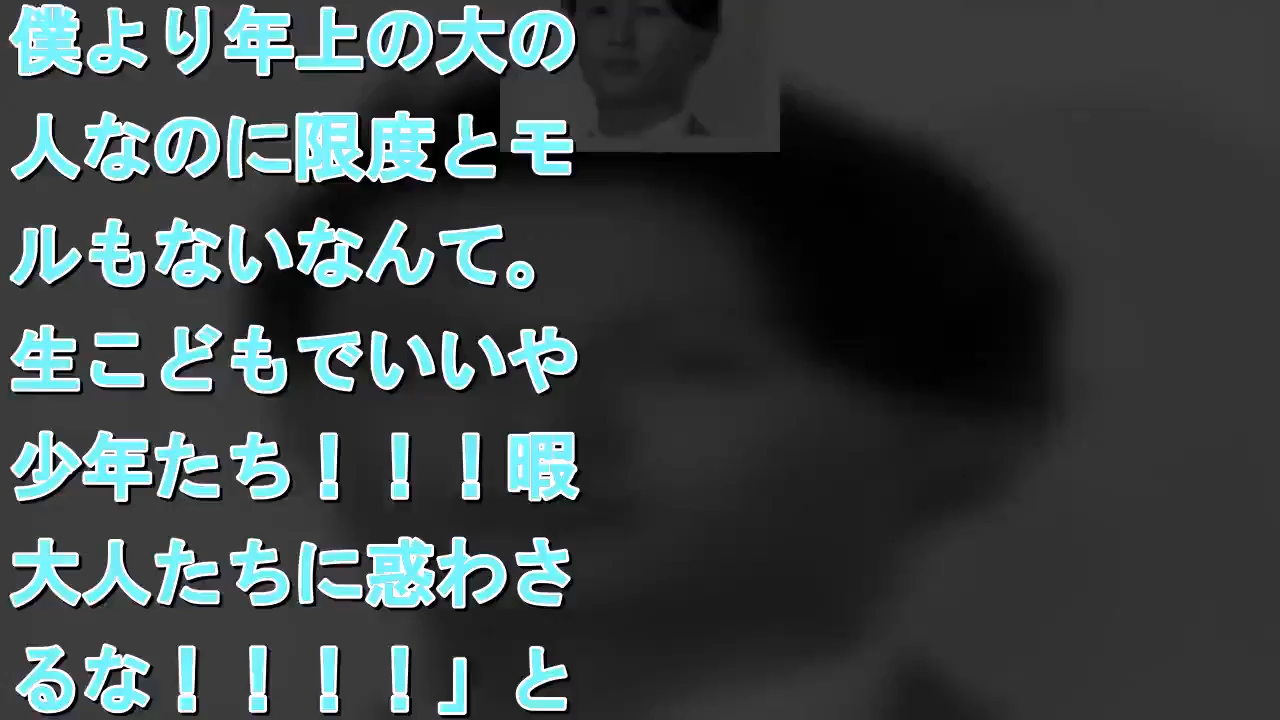 僕より年上の大の
人なのに限度とモ
ルもないなんて。
生こどもでいいや
少年たち！！！暇
大人たちに惑わさ
るな！！！！」と